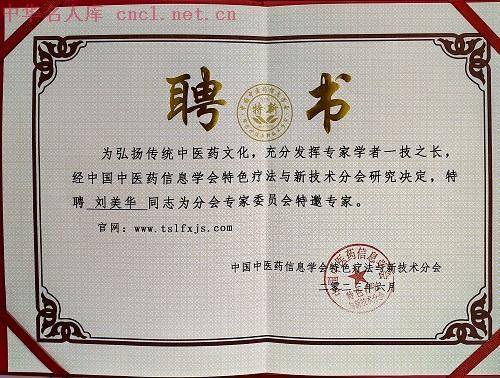 中华名人库 cncl.net.cn
聘 书
特 新
为弘扬传统中医药文化，充分发挥专家学者一技之长，
经中国中医药信息学会特色疗法与新技术分会研究决定，特
聘 刘美华 同志为分会专家委员会特邀专家。
官网：www.tslfxjs.com
中国中医药信息学会特色疗法与新技术分会
六月